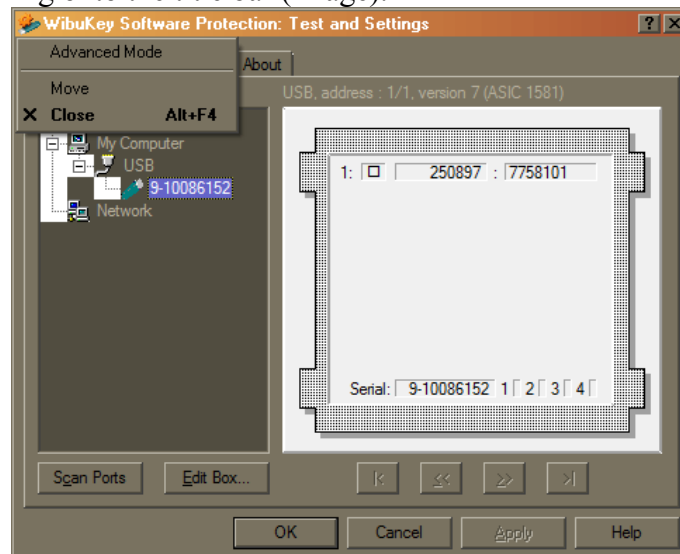 WibuKey Software Protection: Test and Settings
Advanced Mode
Move
Close Alt+F4
About
USB, address : 1/1, version 7 (ASIC 1581)
My Computer
USB
9-10086152
Network
1: 250897 : 7758101
Serial: 9-10086152 1 2 3 4
Scan Ports Edit Box...
OK Cancel Apply Help